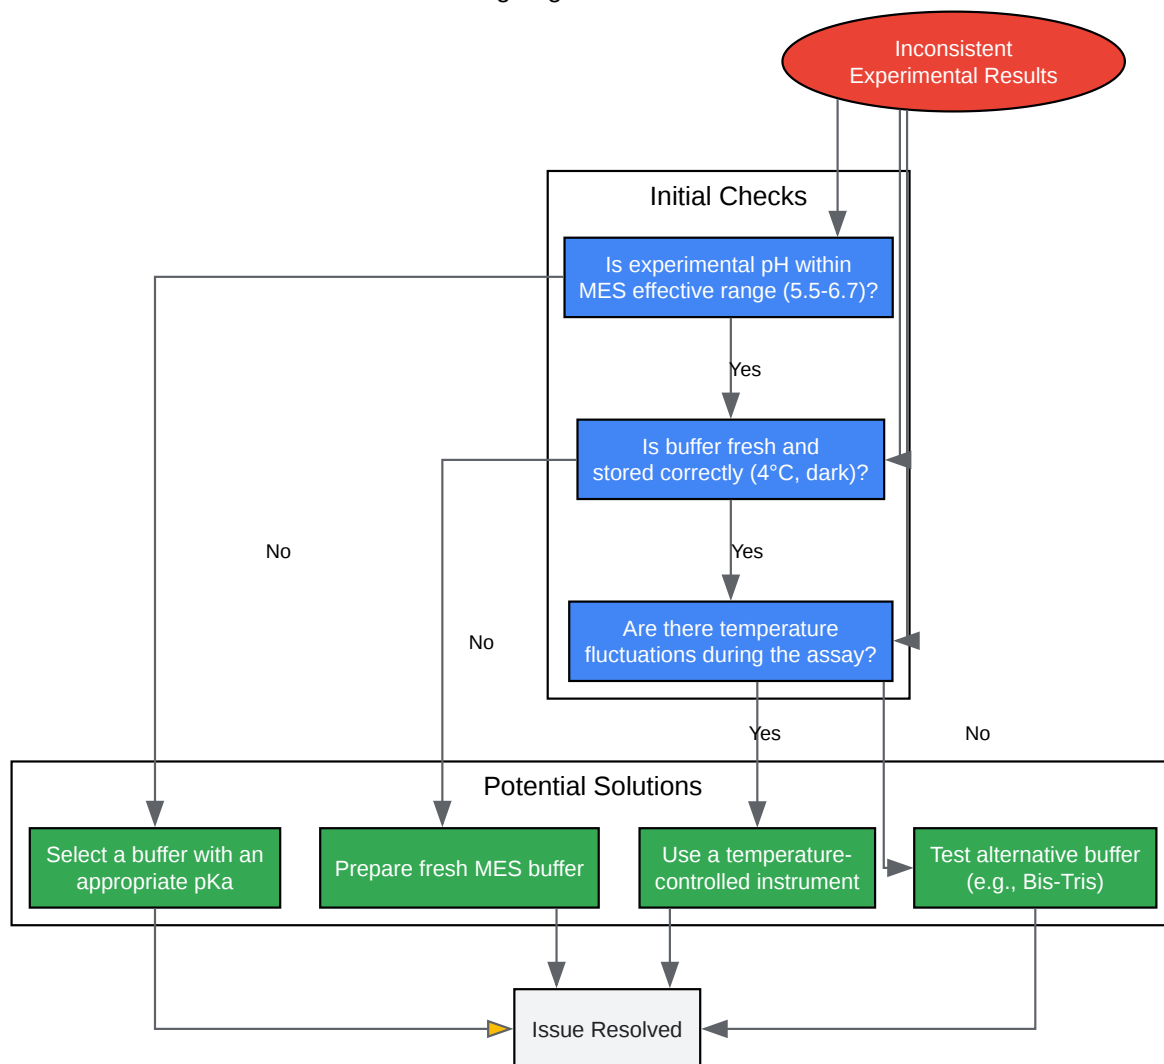 Inconsistent
Experimental Results
Initial Checks
Is experimental pH within
MES effective range (5.5-6.7)?
Yes
Is buffer fresh and
stored correctly (4°C, dark)?
No
Yes
Are there temperature
fluctuations during the assay?
No
Yes
No
Potential Solutions
Select a buffer with an
appropriate pKa
Prepare fresh MES buffer
Use a temperature-
controlled instrument
Test alternative buffer
(e.g., Bis-Tris)
Issue Resolved